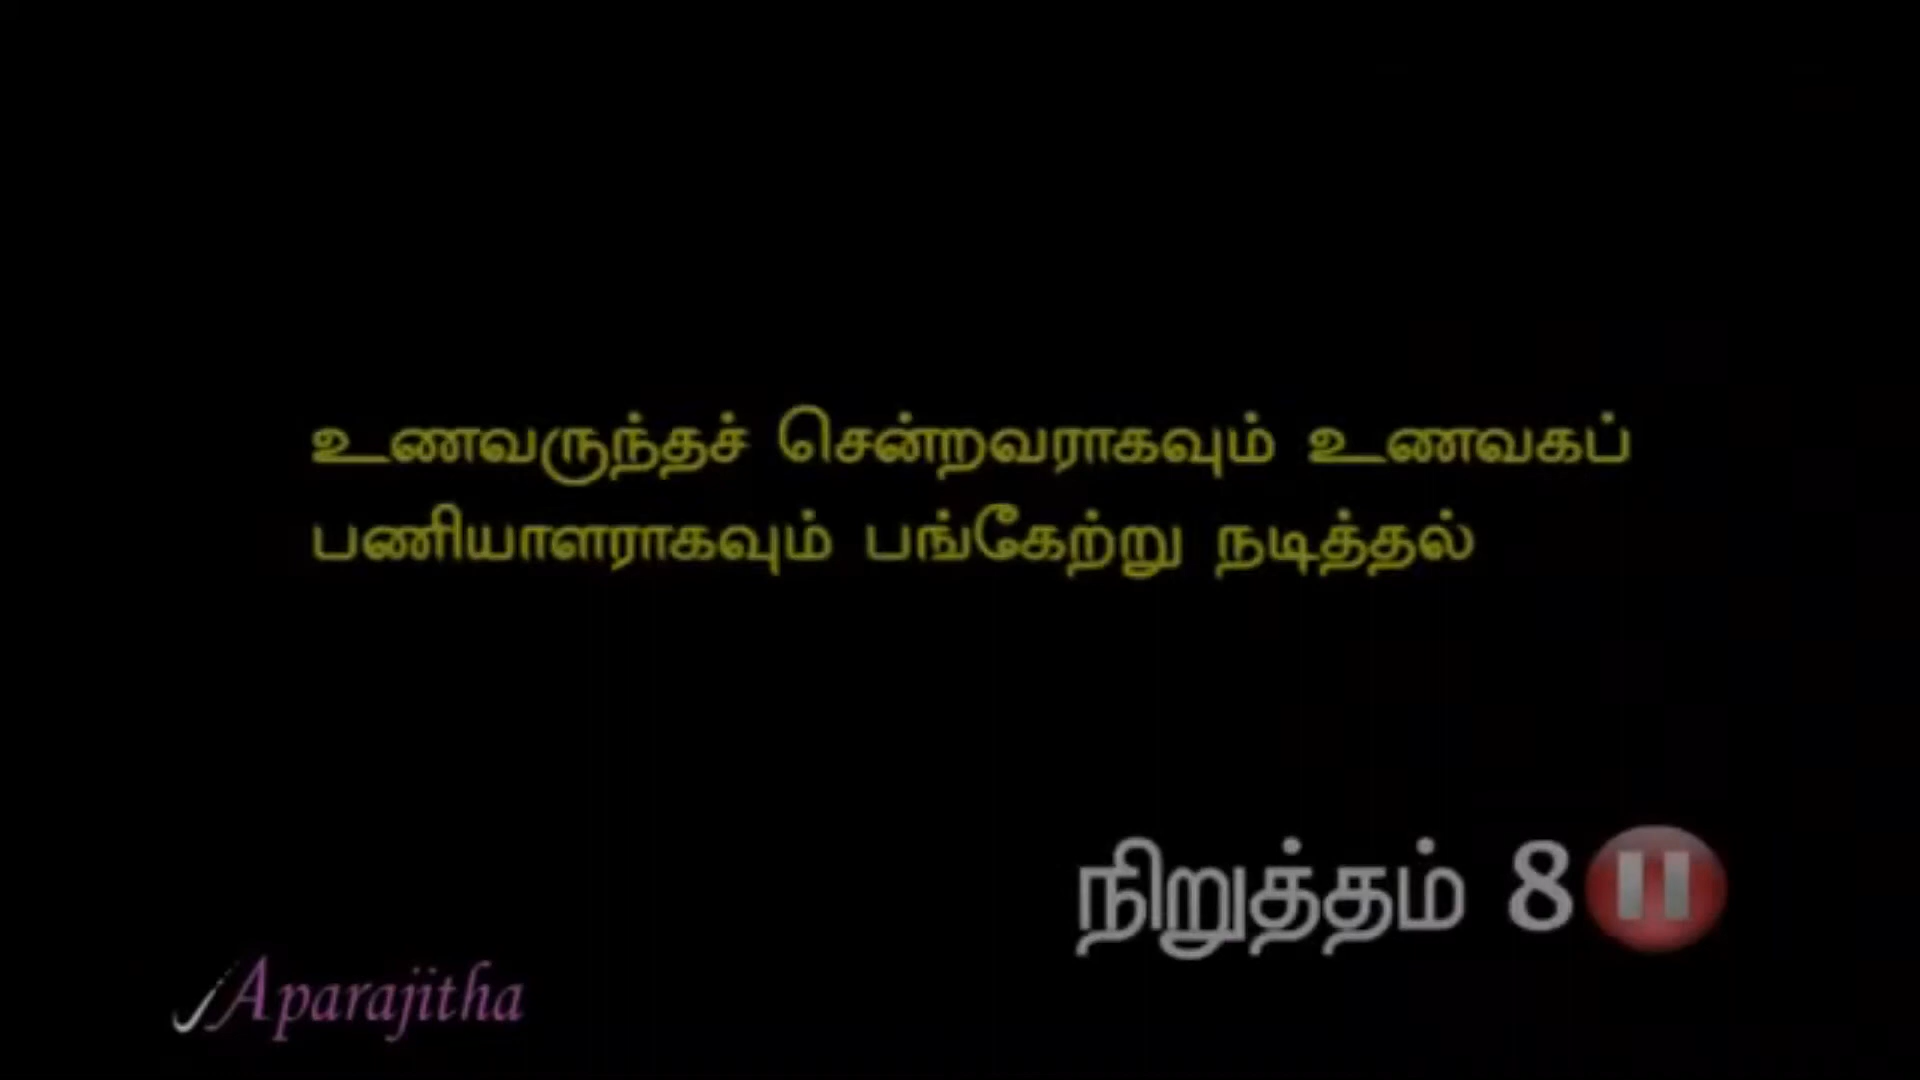 உணவருந்தச் சென்றவராகவும் உணவகப்
பணியாளராகவும் பங்கேற்று நடித்தல்
நிறுத்தம் 8
Aparajitha